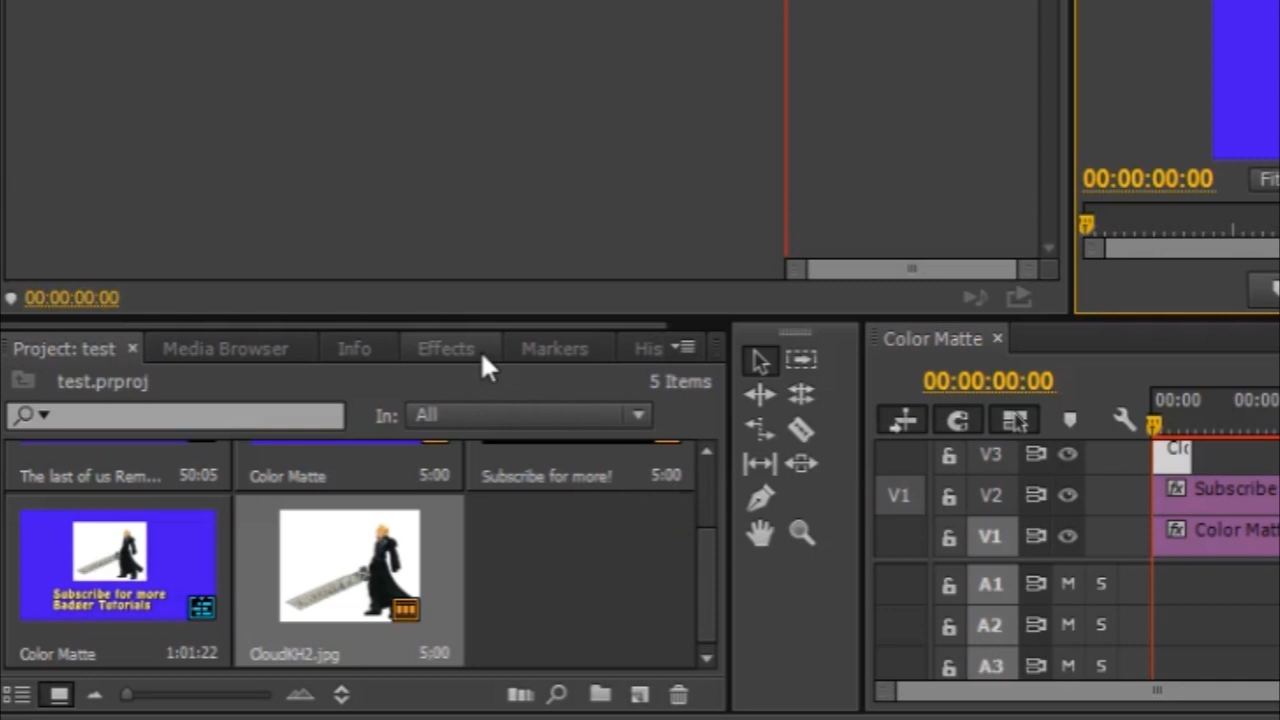 00:00:00:00
Fit
00:00:00:00
Project: test
Media Browser
Info
Effects
Markers
His
test.prproj
5 Items
In:
All
The last of us Rem...
50:05
Color Matte
5:00
Subscribe for more!
5:00
Subscribe for more
Badger Tutorials
Color Matte
1:01:22
CloudKH2.jpg
5:00
Color Matte
00:00:00:00
00:00
00:00
V3
Clo
V1
V2
Subscribe
V1
Color Matt
A1
M
S
A2
M
S
A3
M
S